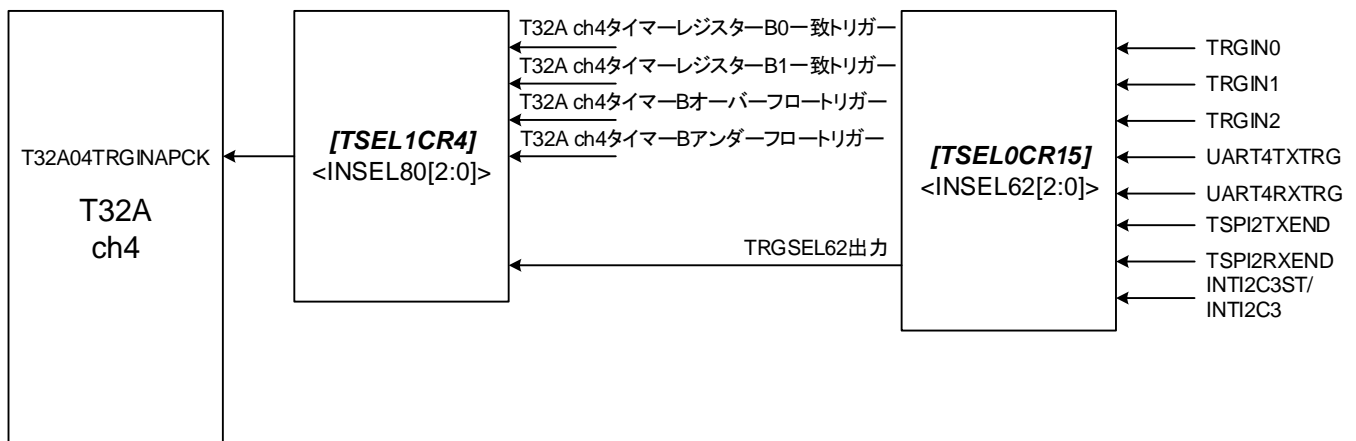 T32A04TRGINAPCK
T32A
ch4
[TSEL1CR4]
<INSEL80[2:0]>
T32A ch4タイマーレジスターB0一致トリガー
T32A ch4タイマーレジスターB1一致トリガー
T32A ch4タイマーBオーバーフロートリガー
T32A ch4タイマーBアンダーフロートリガー
TRGSEL62出力
[TSEL0CR15]
<INSEL62[2:0]>
TRGIN0
TRGIN1
TRGIN2
UART4TXTRG
UART4RXTRG
TSPI2TXEND
TSPI2RXEND
INTI2C3ST/
INTI2C3